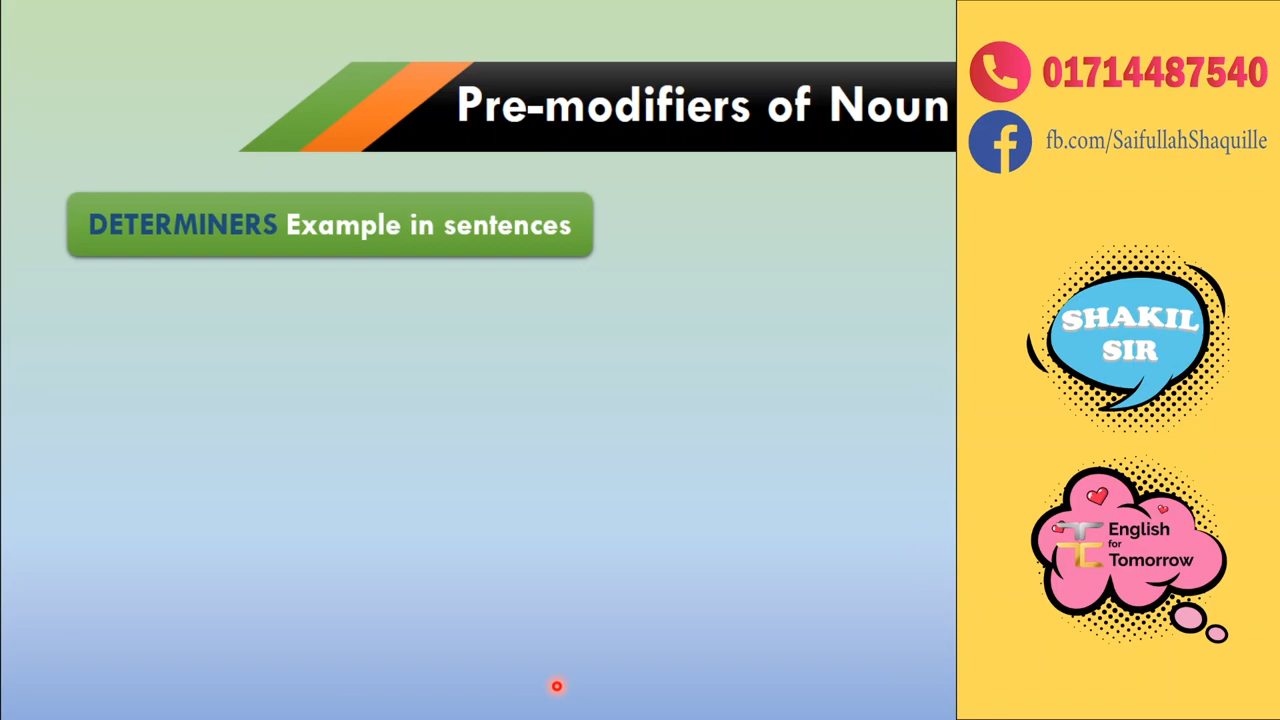 Pre-modifiers of Noun
DETERMINERS Example in sentences
01714487540
fb.com/SaifullahShaquille
SHAKIL
SIR
English
for
Tomorrow